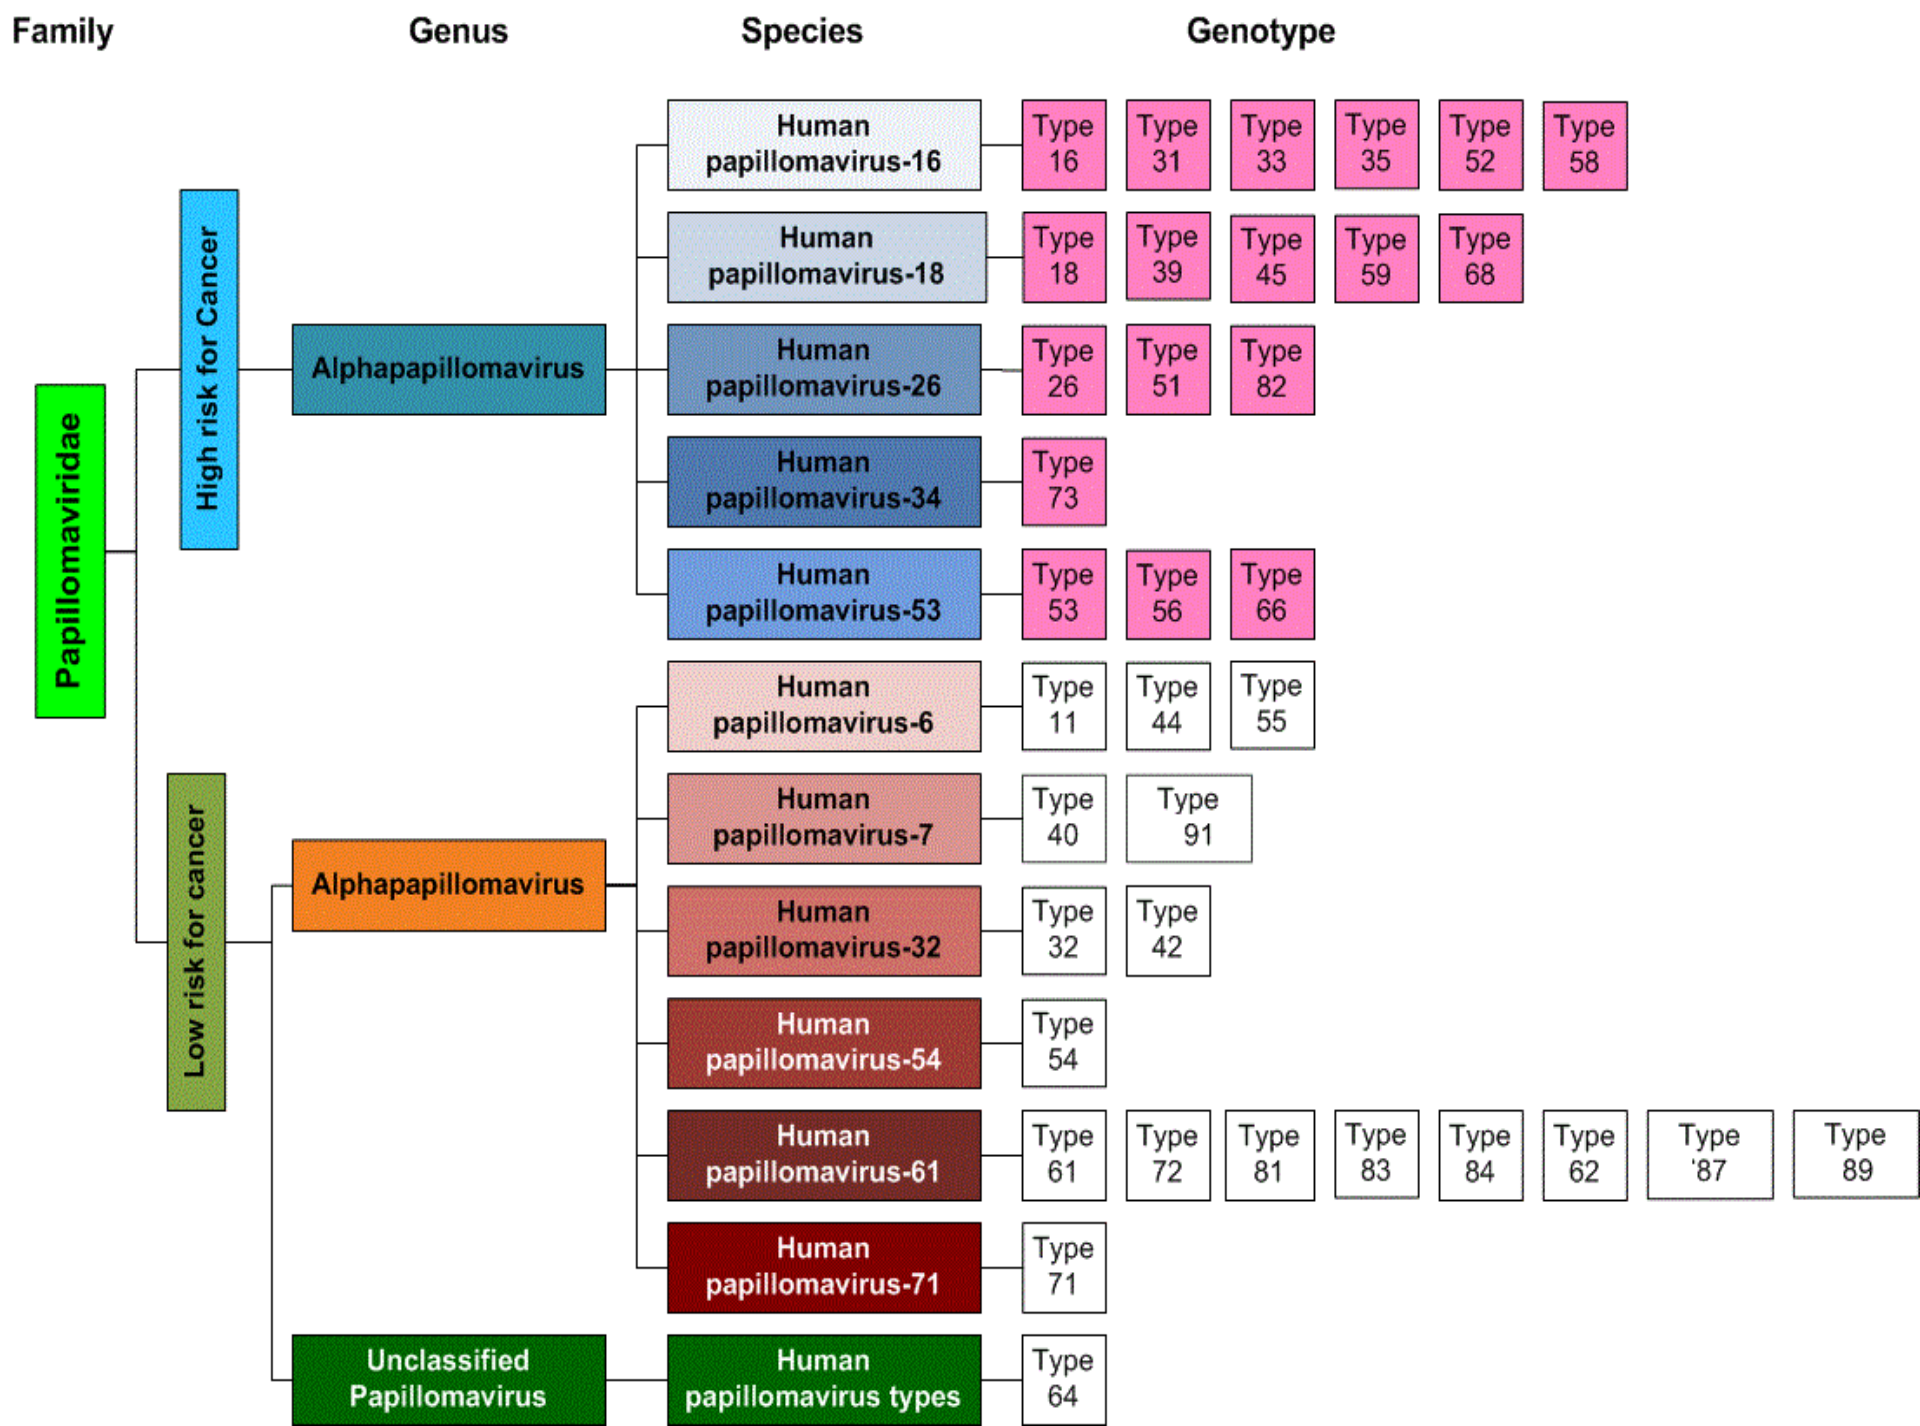 Family Genus Species Genotype
Papillomaviridae
High risk for Cancer
Alphapapillomavirus
Human
papillomavirus-16
Type
16
Type
31
Type
33
Type
35
Type
52
Type
58
Human
papillomavirus-18
Type
18
Type
39
Type
45
Type
59
Type
68
Human
papillomavirus-26
Type
26
Type
51
Type
82
Human
papillomavirus-34
Type
73
Human
papillomavirus-53
Type
53
Type
56
Type
66
Low risk for cancer
Alphapapillomavirus
Human
papillomavirus-6
Type
11
Type
44
Type
55
Human
papillomavirus-7
Type
40
Type
91
Human
papillomavirus-32
Type
32
Type
42
Human
papillomavirus-54
Type
54
Human
papillomavirus-61
Type
61
Type
72
Type
81
Type
83
Type
84
Type
62
Type
'87
Type
89
Human
papillomavirus-71
Type
71
Unclassified
Papillomavirus
Human
papillomavirus types
Type
64